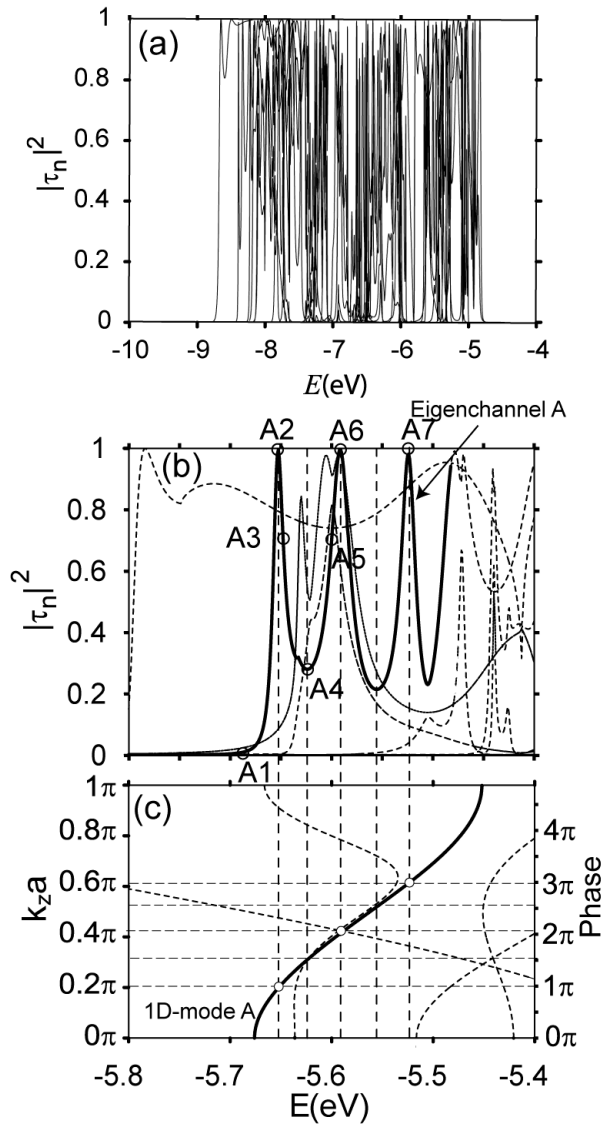 (a)
|τₙ|²
1
0.8
0.6
0.4
0.2
0
-10 -9 -8 -7 -6 -5 -4
E(eV)
Eigenchannel A
A2 A6 A7
(b)
|τₙ|²
1
0.8
0.6
0.4
0.2
0
A3
A5
A4
A1
(c)
kza
1π
0.8π
0.6π
0.4π
0.2π
0π
4π
3π
2π
1π
0π
Phase
1D-mode A
-5.8 -5.7 -5.6 -5.5 -5.4
E(eV)